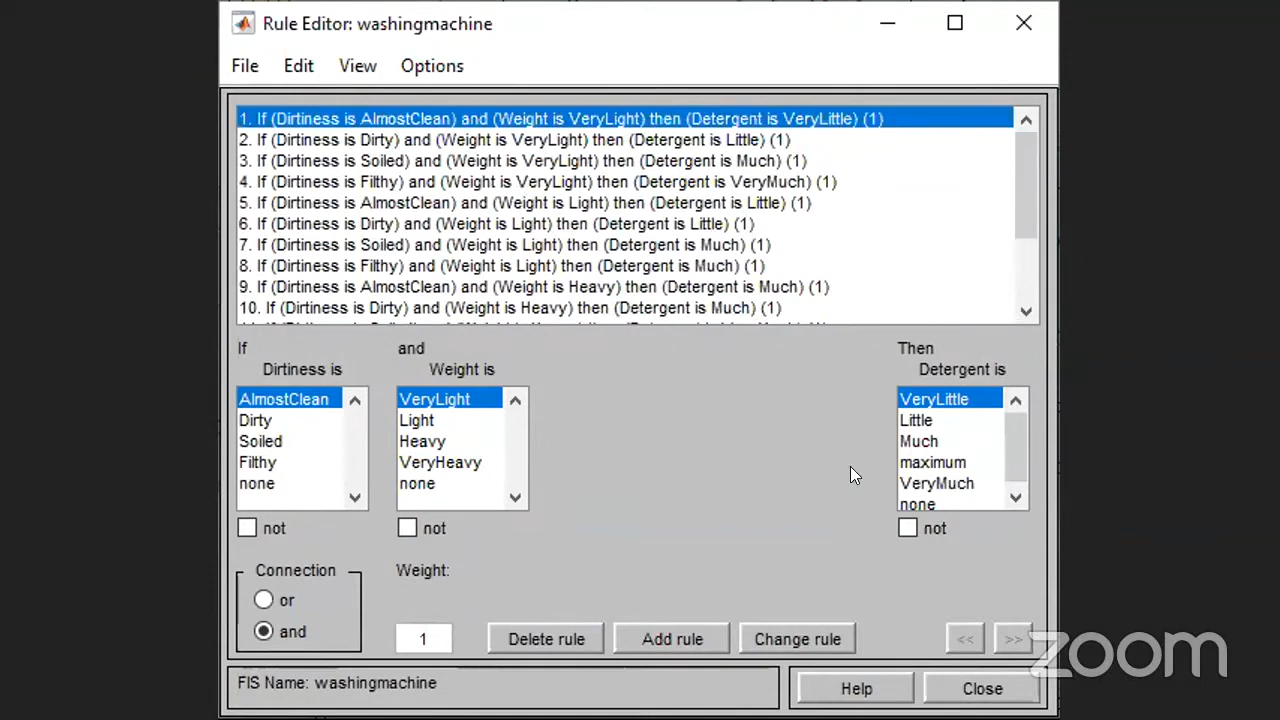 Rule Editor: washingmachine
File Edit View Options
1. If (Dirtiness is AlmostClean) and (Weight is VeryLight) then (Detergent is VeryLittle) (1)
2. If (Dirtiness is Dirty) and (Weight is VeryLight) then (Detergent is Little) (1)
3. If (Dirtiness is Soiled) and (Weight is VeryLight) then (Detergent is Much) (1)
4. If (Dirtiness is Filthy) and (Weight is VeryLight) then (Detergent is VeryMuch) (1)
5. If (Dirtiness is AlmostClean) and (Weight is Light) then (Detergent is Little) (1)
6. If (Dirtiness is Dirty) and (Weight is Light) then (Detergent is Little) (1)
7. If (Dirtiness is Soiled) and (Weight is Light) then (Detergent is Much) (1)
8. If (Dirtiness is Filthy) and (Weight is Light) then (Detergent is Much) (1)
9. If (Dirtiness is AlmostClean) and (Weight is Heavy) then (Detergent is Much) (1)
10. If (Dirtiness is Dirty) and (Weight is Heavy) then (Detergent is Much) (1)
If and Then
Dirtiness is Weight is Detergent is
AlmostClean VeryLight VeryLittle
Dirty Light Little
Soiled Heavy Much
Filthy VeryHeavy maximum
none none VeryMuch
none
not not not
Connection Weight:
or
and 1 Delete rule Add rule Change rule << >>
zoom
FIS Name: washingmachine Help Close